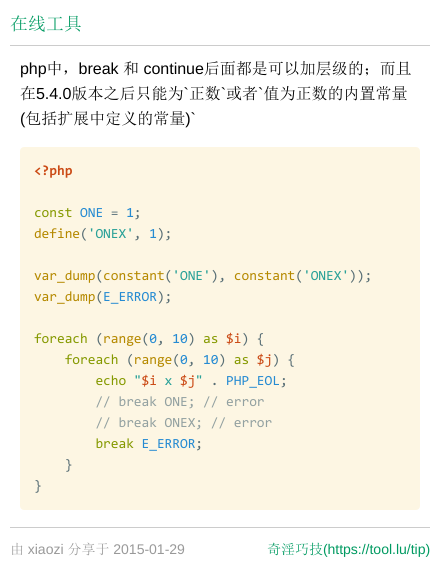 在线工具
php中，break 和 continue后面都是可以加层级的；而且
在5.4.0版本之后只能为`正数`或者`值为正数的内置常量
(包括扩展中定义的常量)`
<?php
const ONE = 1;
define('ONEX', 1);
var_dump(constant('ONE'), constant('ONEX'));
var_dump(E_ERROR);
foreach (range(0, 10) as $i) {
    foreach (range(0, 10) as $j) {
        echo "$i x $j" . PHP_EOL;
        // break ONE; // error
        // break ONEX; // error
        break E_ERROR;
    }
}
由 xiaozi 分享于 2015-01-29
奇淫巧技(https://tool.lu/tip)